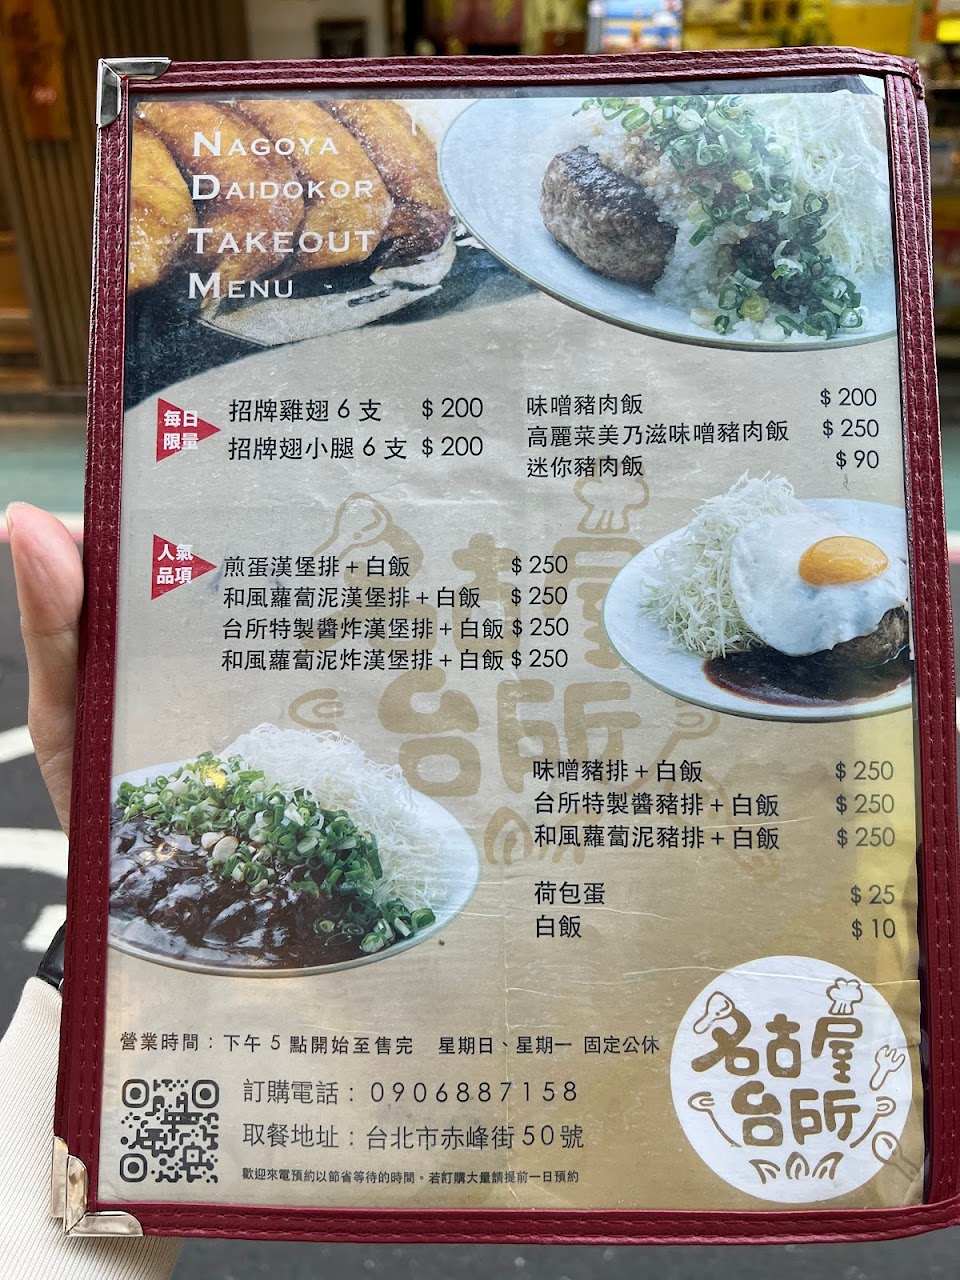 NAGOYA
DAIDOKOR
TAKEOUT
MENU
每日
限量
招牌雞翅 6 支 $ 200
招牌翅小腿 6 支 $ 200
味噌豬肉飯 $ 200
高麗菜美乃滋味噌豬肉飯 $ 250
迷你豬肉飯 $ 90
人氣
品項
煎蛋漢堡排 + 白飯 $ 250
和風蘿蔔泥漢堡排 + 白飯 $ 250
台所特製醬炸漢堡排 + 白飯 $ 250
和風蘿蔔泥炸漢堡排 + 白飯 $ 250
名古屋
台所
味噌豬排 + 白飯 $ 250
台所特製醬豬排 + 白飯 $ 250
和風蘿蔔泥豬排 + 白飯 $ 250
荷包蛋 $ 25
白飯 $ 10
營業時間：下午 5 點開始至售完 星期日、星期一 固定公休
訂購電話：0906887158
取餐地址：台北市赤峰街 50 號
歡迎來電預約以節省等待的時間。若訂購大量請提前一日預約
名古屋
台所